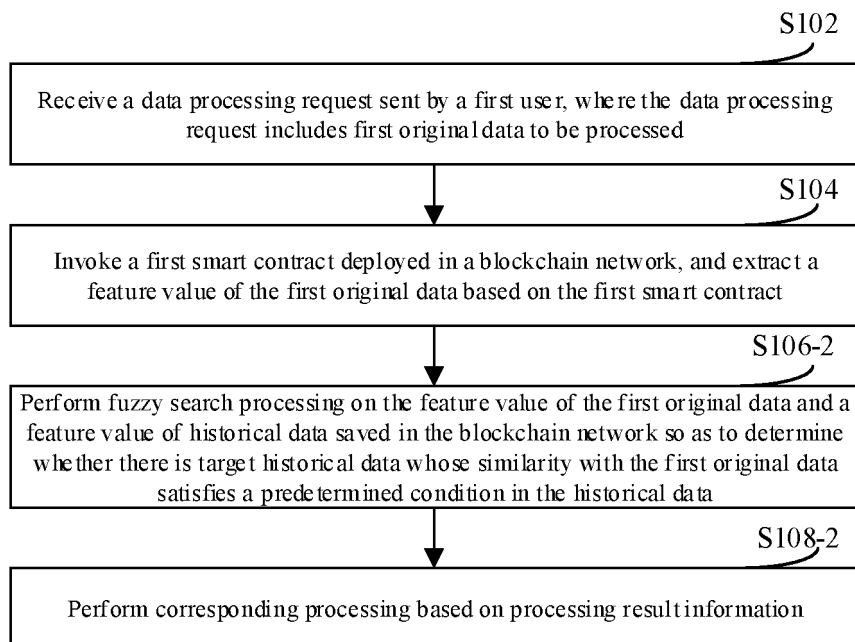 S102
Receive a data processing request sent by a first user, where the data processing
request includes first original data to be processed
S104
Invoke a first smart contract deployed in a blockchain network, and extract a
feature value of the first original data based on the first smart contract
S106-2
Perform fuzzy search processing on the feature value of the first original data and a
feature value of historical data saved in the blockchain network so as to determine
whether there is target historical data whose similarity with the first original data
satisfies a predetermined condition in the historical data
S108-2
Perform corresponding processing based on processing result information